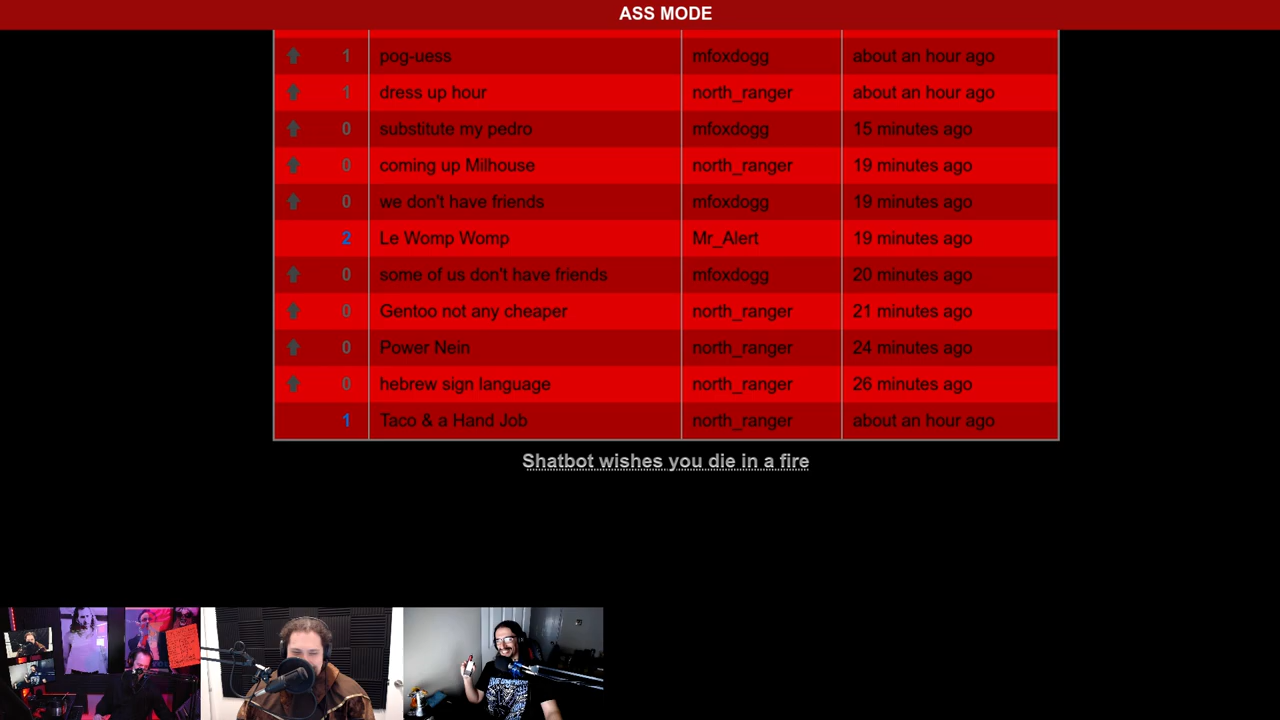 ASS MODE
1 pog-uess mfoxdogg about an hour ago
1 dress up hour north_ranger about an hour ago
0 substitute my pedro mfoxdogg 15 minutes ago
0 coming up Milhouse north_ranger 19 minutes ago
0 we don't have friends mfoxdogg 19 minutes ago
2 Le Womp Womp Mr_Alert 19 minutes ago
0 some of us don't have friends mfoxdogg 20 minutes ago
0 Gentoo not any cheaper north_ranger 21 minutes ago
0 Power Nein north_ranger 24 minutes ago
0 hebrew sign language north_ranger 26 minutes ago
1 Taco & a Hand Job north_ranger about an hour ago
Shatbot wishes you die in a fire